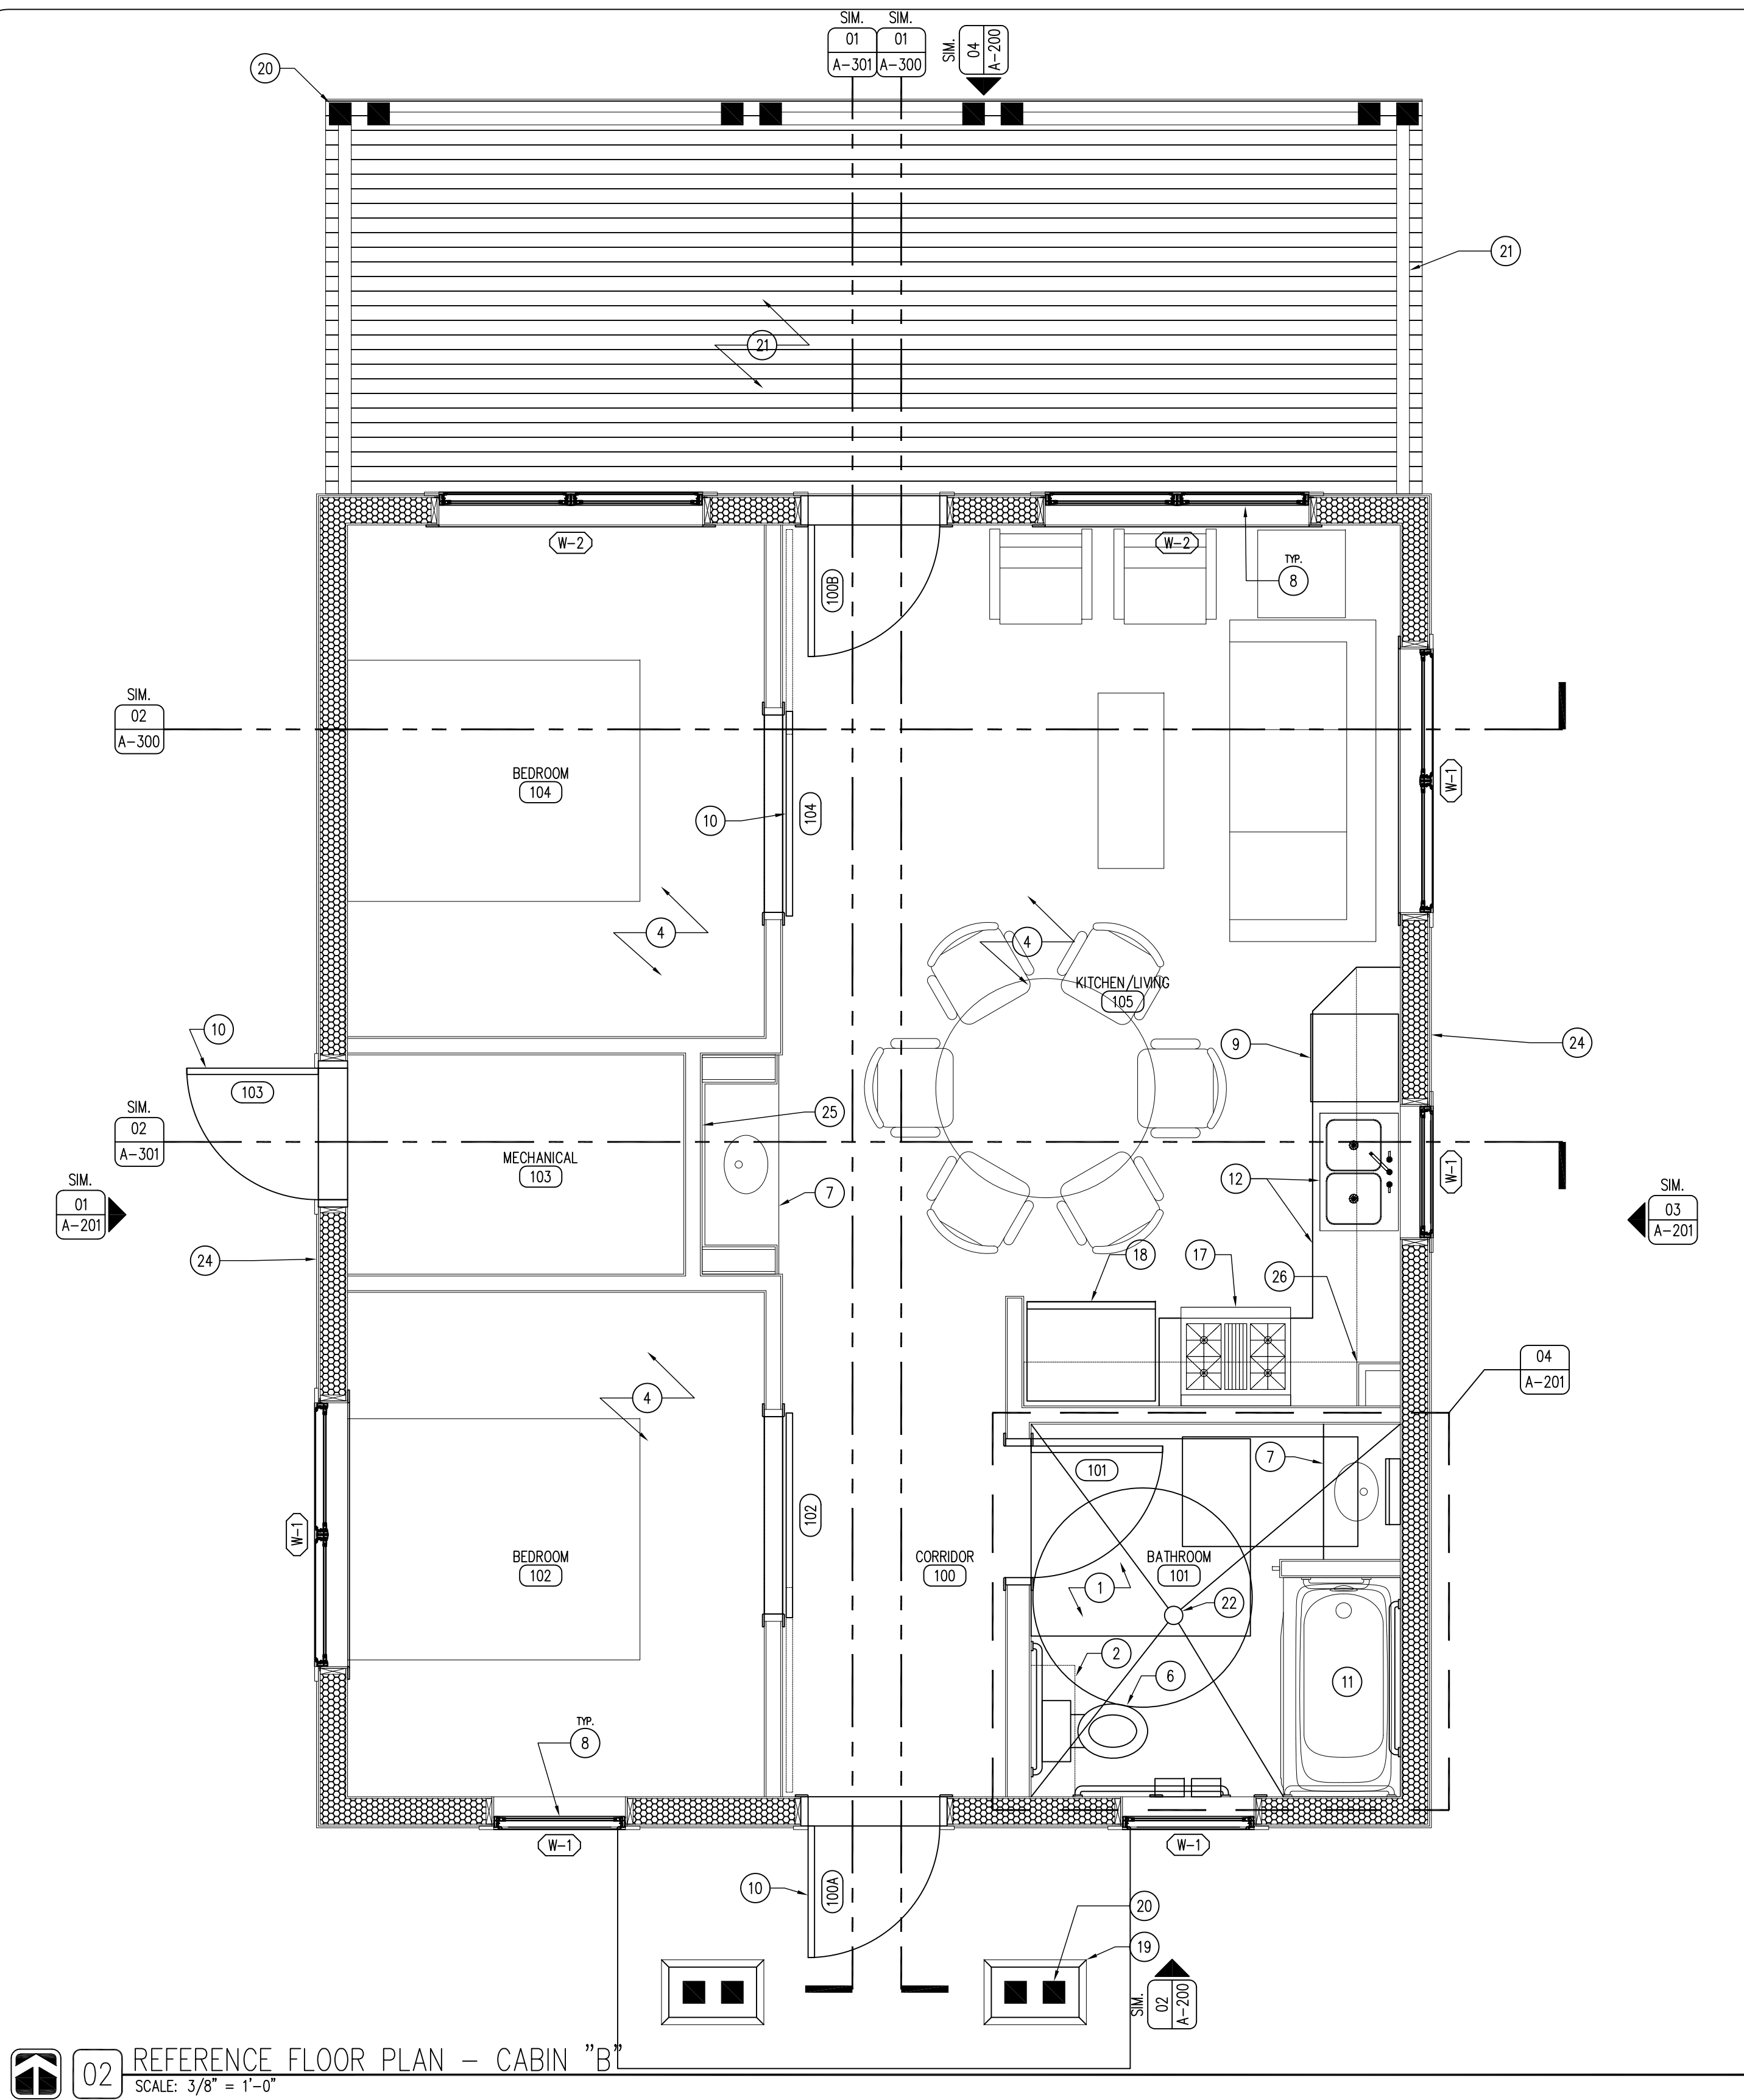 SIM. SIM.
01 01
A-301 A-300
SIM.
04
A-200
20
21
21
W-2
W-2
TYP.
8
100B
SIM.
02
A-300
W-1
BEDROOM
104
10
104
4
4
KITCHEN/LIVING
105
10
103
9
24
SIM.
02
A-301
25
12
W-1
MECHANICAL
103
7
SIM.
01
A-201
SIM.
03
A-201
24
18
17
26
04
A-201
4
7
101
102
W-1
BEDROOM
102
CORRIDOR
100
BATHROOM
101
1
22
2
6
11
TYP.
8
W-1
W-1
10
100A
20
19
SIM.
02
A-200
02
REFERENCE FLOOR PLAN - CABIN "B"
SCALE: 3/8" = 1'-0"